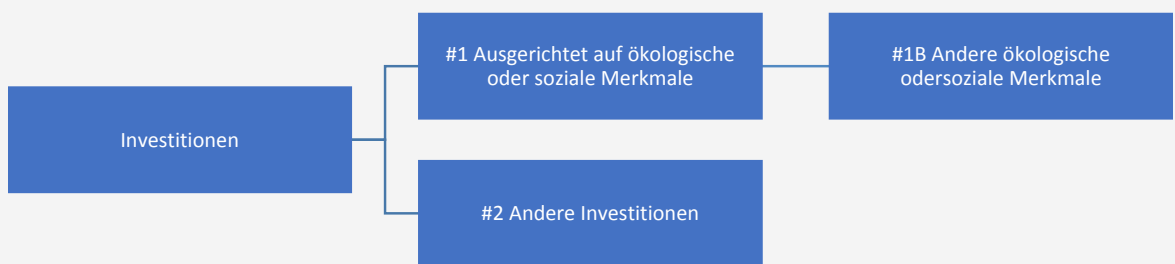 #1 Ausgerichtet auf ökologische
oder soziale Merkmale
#1B Andere ökologische
odersoziale Merkmale
Investitionen
#2 Andere Investitionen